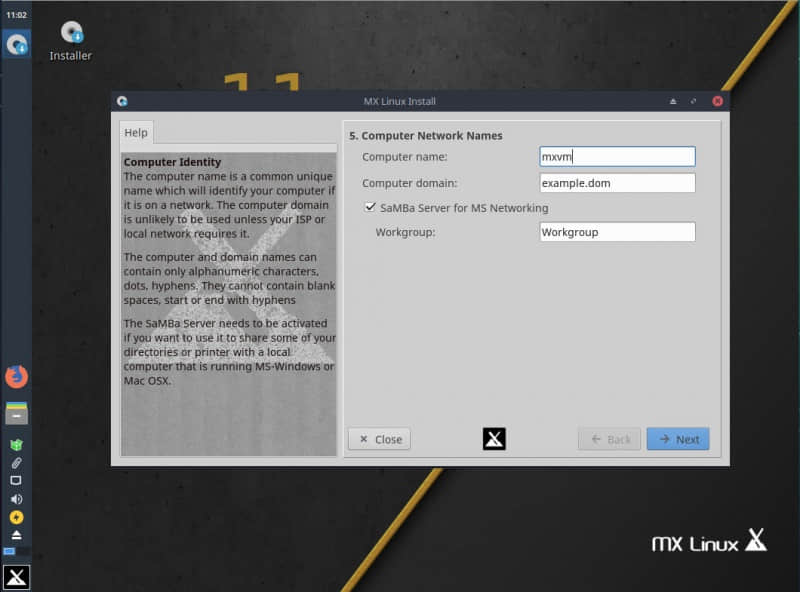 11:02
Installer
11
MX Linux Install
Help
Computer Identity
The computer name is a common unique
name which will identify your computer if
it is on a network. The computer domain
is unlikely to be used unless your ISP or
local network requires it.
The computer and domain names can
contain only alphanumeric characters,
dots, hyphens. They cannot contain blank
spaces, start or end with hyphens
The SaMBa Server needs to be activated
if you want to use it to share some of your
directories or printer with a local
computer that is running MS-Windows or
Mac OSX.
5. Computer Network Names
Computer name:
mxvm
Computer domain:
example.dom
SaMBa Server for MS Networking
Workgroup:
Workgroup
Close
Back
Next
MX Linux